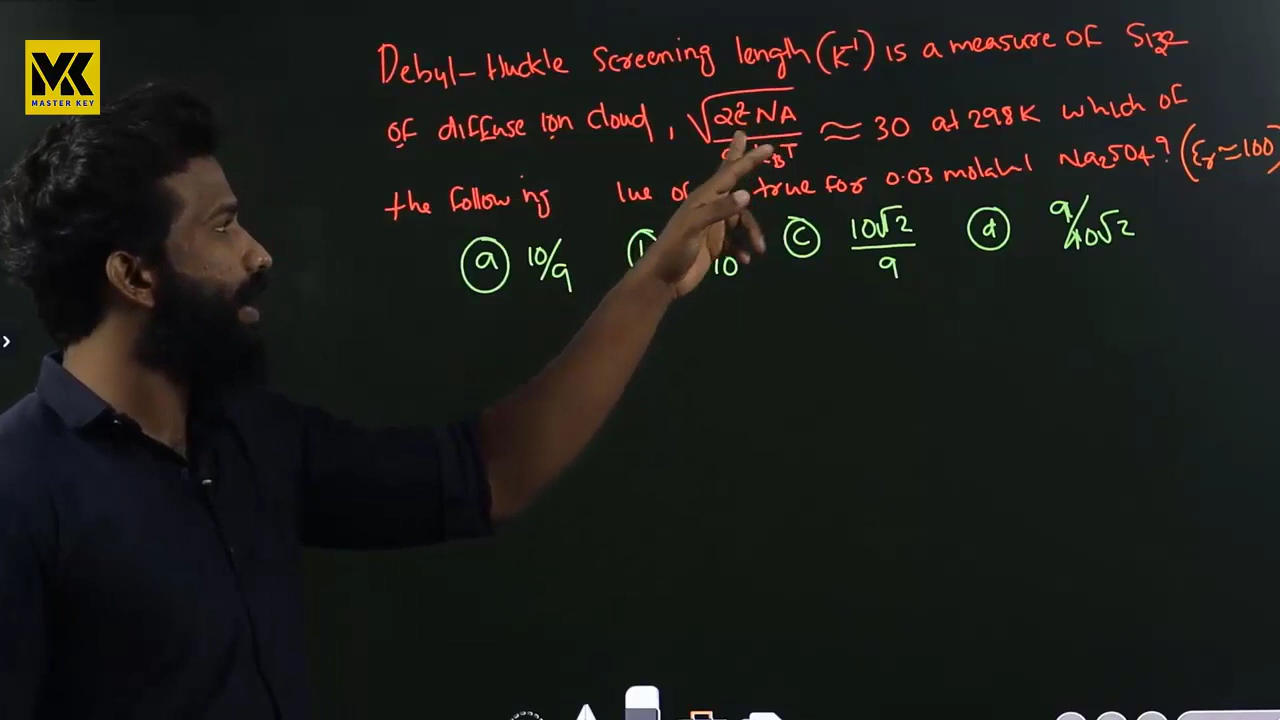 MK
MASTER KEY
Debyl-Huckle Screening length (K⁻¹) is a measure of Size
of diffuse ion cloud, √2e²NA ≈ 30 at 298K which of
the following true for 0.03 molahl Na2SO4? (εr ≃ 100)
a 10/9 10 c 10√2/9 d 9/10√2